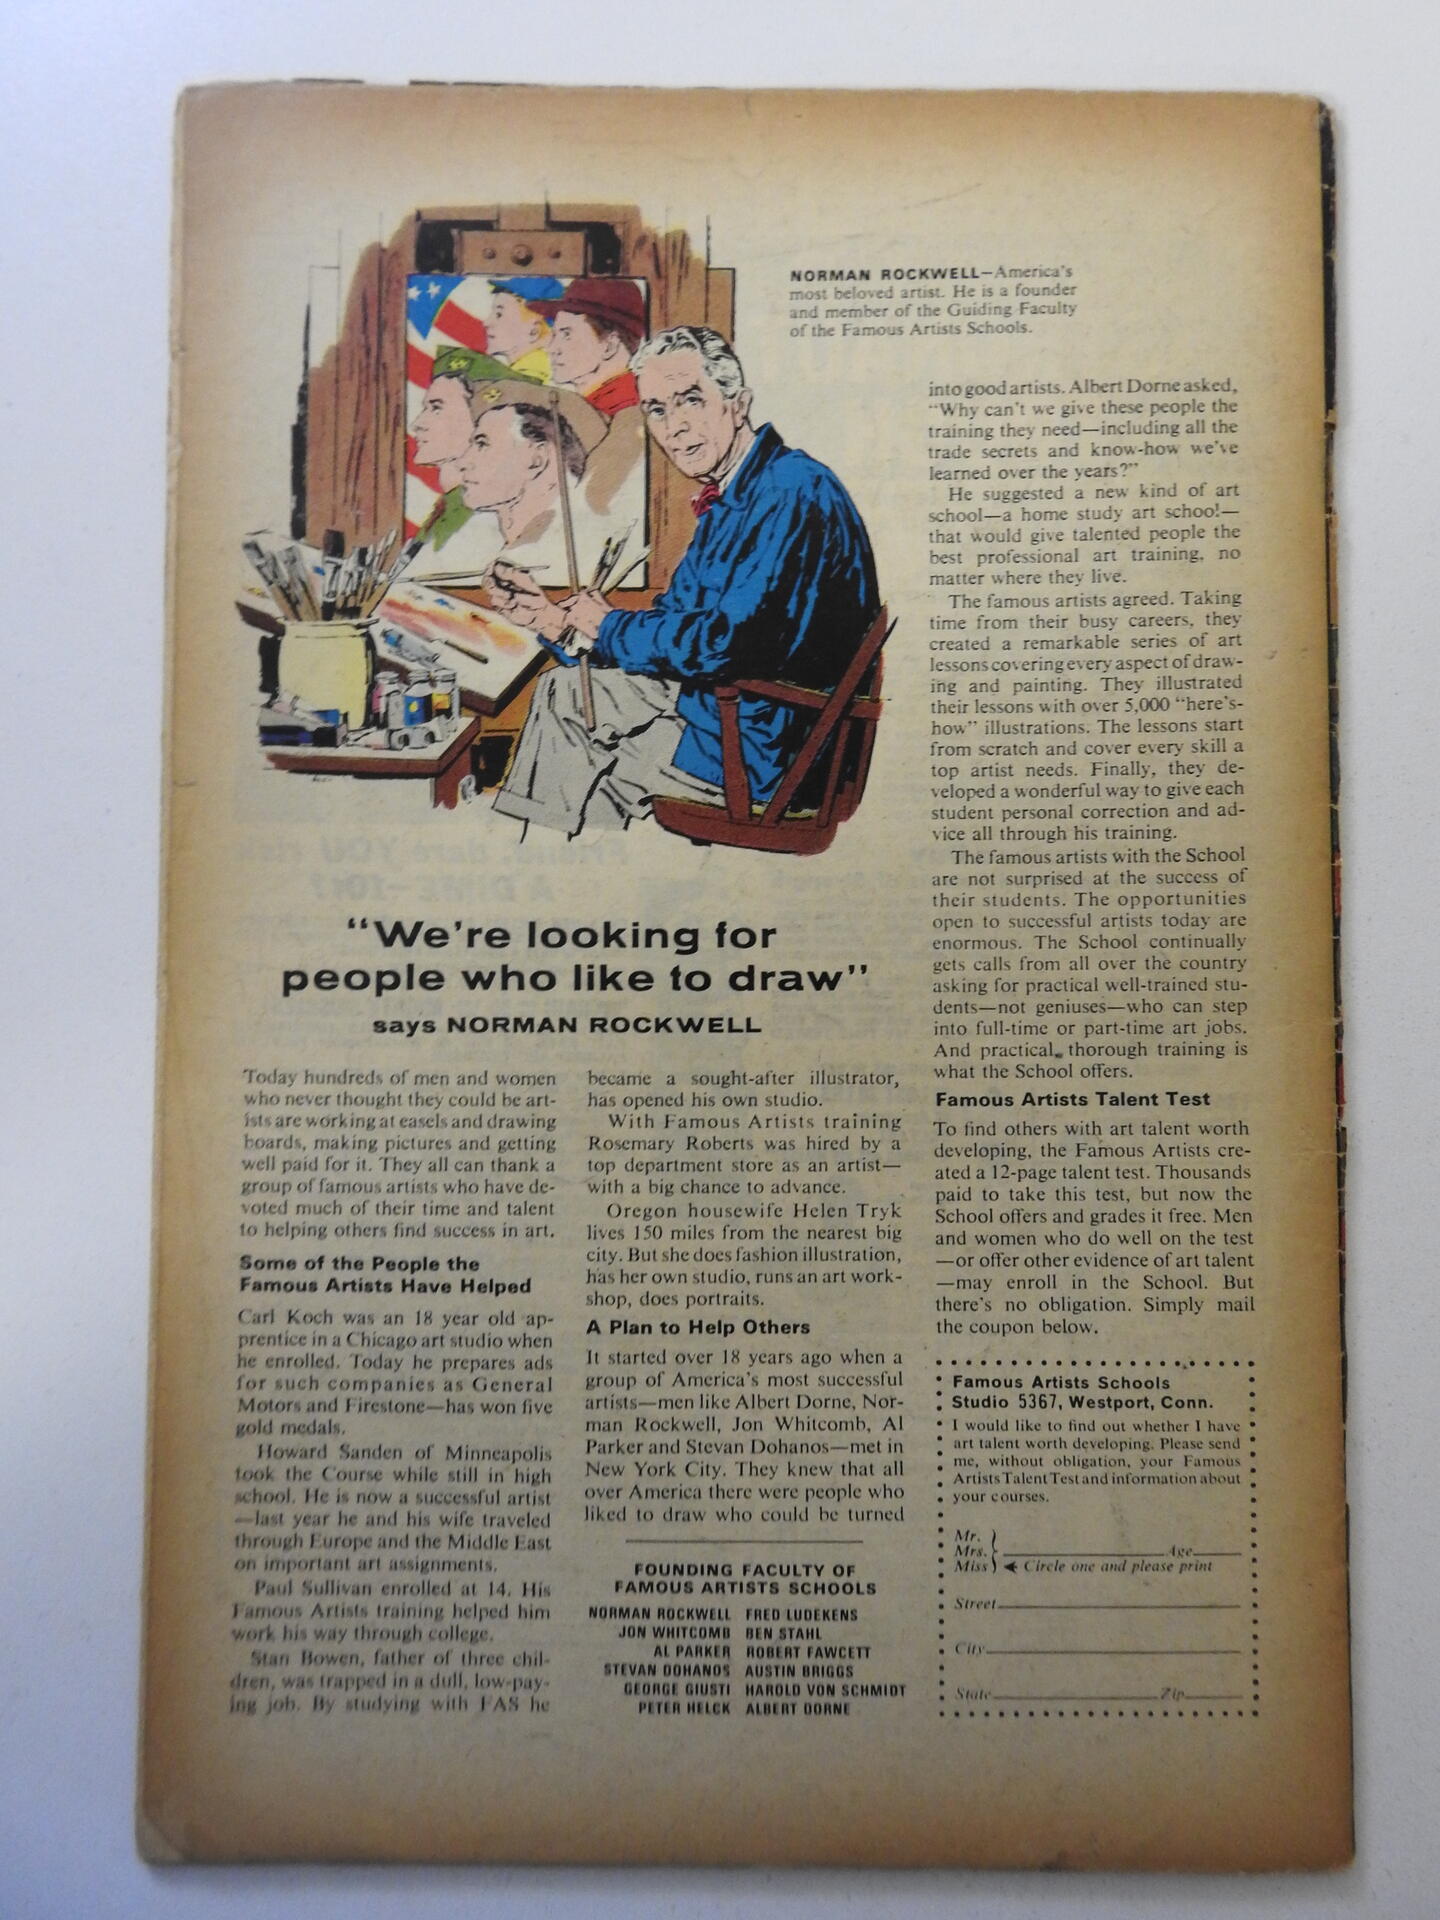 NORMAN ROCKWELL—America's
most beloved artist. He is a founder
and member of the Guiding Faculty
of the Famous Artists Schools.
"We're looking for
people who like to draw"
says NORMAN ROCKWELL
Today hundreds of men and women
who never thought they could be art-
ists are working at easels and drawing
boards, making pictures and getting
well paid for it. They all can thank a
group of famous artists who have de-
voted much of their time and talent
to helping others find success in art.
Some of the People the
Famous Artists Have Helped
Carl Koch was an 18 year old ap-
prentice in a Chicago art studio when
he enrolled. Today he prepares ads
for such companies as General
Motors and Firestone—has won five
gold medals.
Howard Sanden of Minneapolis
took the Course while still in high
school. He is now a successful artist
—last year he and his wife traveled
through Europe and the Middle East
on important art assignments.
Paul Sullivan enrolled at 14. His
Famous Artists training helped him
work his way through college.
Stan Bowen, father of three chil-
dren, was trapped in a dull, low-pay-
ing job. By studying with FAS he
became a sought-after illustrator,
has opened his own studio.
With Famous Artists training
Rosemary Roberts was hired by a
top department store as an artist—
with a big chance to advance.
Oregon housewife Helen Tryk
lives 150 miles from the nearest big
city. But she does fashion illustration,
has her own studio, runs an art work-
shop, does portraits.
A Plan to Help Others
It started over 18 years ago when a
group of America's most successful
artists—men like Albert Dorne, Nor-
man Rockwell, Jon Whitcomb, Al
Parker and Stevan Dohanos—met in
New York City. They knew that all
over America there were people who
liked to draw who could be turned
into good artists. Albert Dorne asked,
"Why can't we give these people the
training they need—including all the
trade secrets and know-how we've
learned over the years?"
He suggested a new kind of art
school—a home study art school—
that would give talented people the
best professional art training, no
matter where they live.
The famous artists agreed. Taking
time from their busy careers, they
created a remarkable series of art
lessons covering every aspect of draw-
ing and painting. They illustrated
their lessons with over 5,000 "here's-
how" illustrations. The lessons start
from scratch and cover every skill a
top artist needs. Finally, they de-
veloped a wonderful way to give each
student personal correction and ad-
vice all through his training.
The famous artists with the School
are not surprised at the success of
their students. The opportunities
open to successful artists today are
enormous. The School continually
gets calls from all over the country
asking for practical well-trained stu-
dents—not geniuses—who can step
into full-time or part-time art jobs.
And practical, thorough training is
what the School offers.
Famous Artists Talent Test
To find others with art talent worth
developing, the Famous Artists cre-
ated a 12-page talent test. Thousands
paid to take this test, but now the
School offers and grades it free. Men
and women who do well on the test
—or offer other evidence of art talent
—may enroll in the School. But
there's no obligation. Simply mail
the coupon below.
FOUNDING FACULTY OF
FAMOUS ARTISTS SCHOOLS
NORMAN ROCKWELL FRED LUDEKENS
JON WHITCOMB BEN STAHL
AL PARKER ROBERT FAWCETT
STEVAN DOHANOS AUSTIN BRIGGS
GEORGE GIUSTI HAROLD VON SCHMIDT
PETER HELCK ALBERT DORNE
Famous Artists Schools
Studio 5367, Westport, Conn.
I would like to find out whether I have
art talent worth developing. Please send
me, without obligation, your Famous
Artists Talent Test and information about
your courses.
Mr.
Mrs. Age
Miss Circle one and please print
Street
City
State Zip